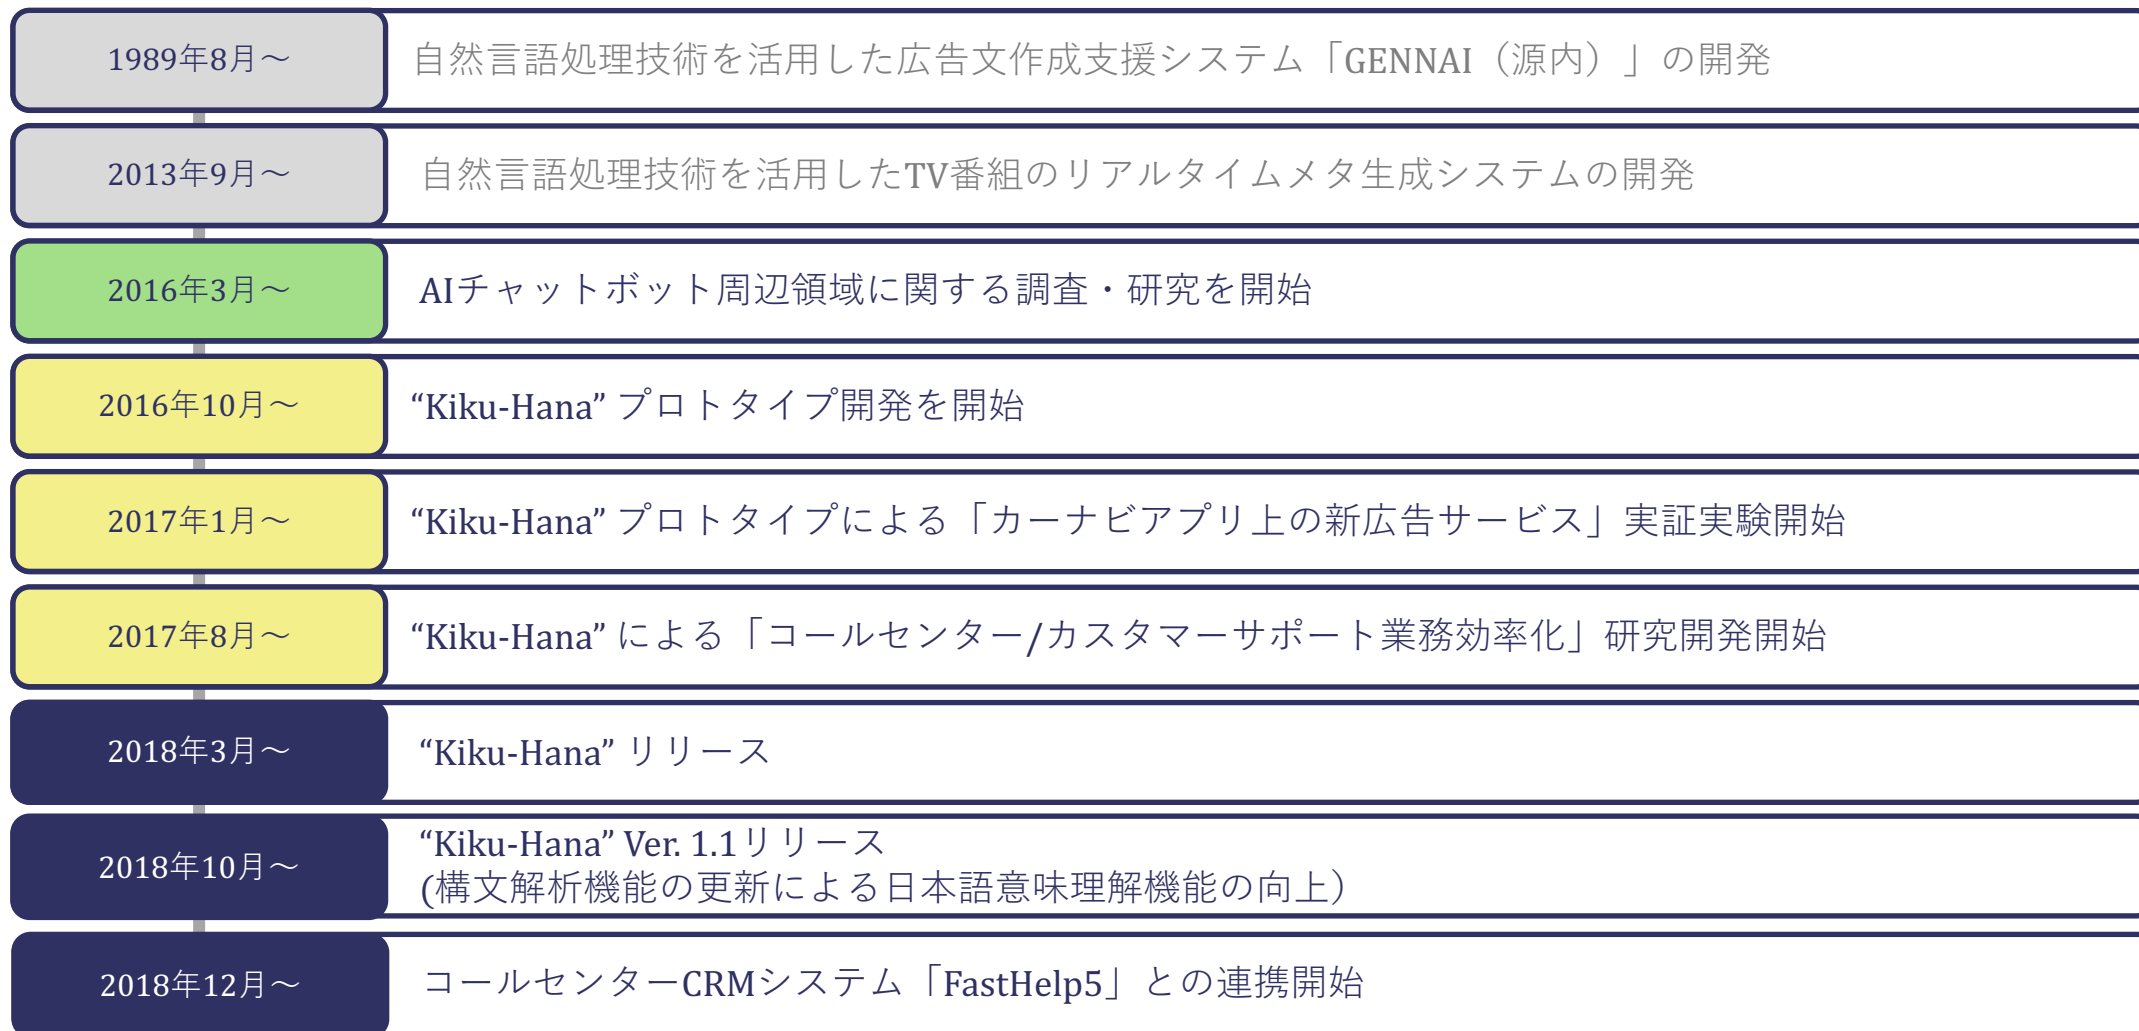 1989年8月～
自然言語処理技術を活用した広告文作成支援システム「GENNAI（源内）」の開発
2013年9月～
自然言語処理技術を活用したTV番組のリアルタイムメタ生成システムの開発
2016年3月～
AIチャットボット周辺領域に関する調査・研究を開始
2016年10月～
“Kiku-Hana” プロトタイプ開発を開始
2017年1月～
“Kiku-Hana” プロトタイプによる「カーナビアプリ上の新広告サービス」実証実験開始
2017年8月～
“Kiku-Hana” による「コールセンター/カスタマーサポート業務効率化」研究開発開始
2018年3月～
“Kiku-Hana” リリース
2018年10月～
“Kiku-Hana” Ver. 1.1リリース
(構文解析機能の更新による日本語意味理解機能の向上）
2018年12月～
コールセンターCRMシステム「FastHelp5」との連携開始